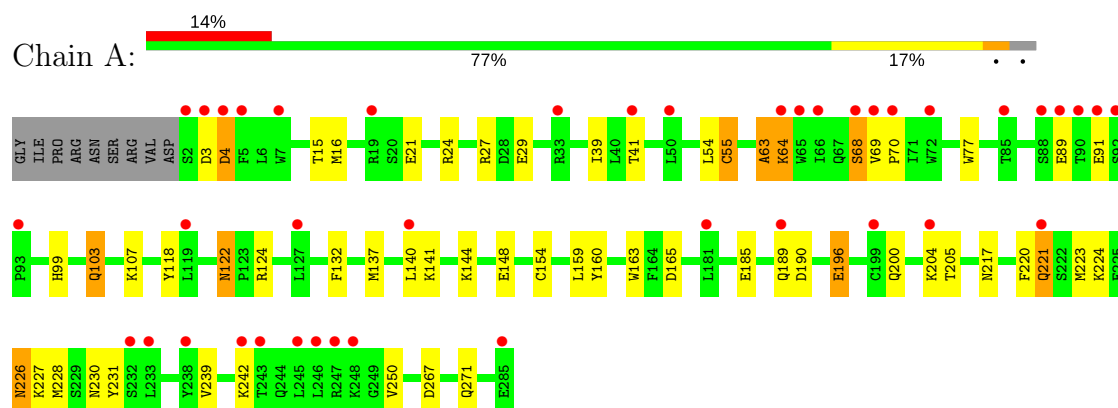 14%
Chain A:
77% 17% • •
GLY ILE PRO ARG ASN SER ARG VAL ASP S2 D3 D4 F5 L6 W7 T15 M16 R19 S20 E21 R24 R27 D28 E29 R33 I39 L40 T41 L50 L54 C55 A63 K64 W65 I66 Q67 S68 V69 P70 I71 W72 W77 T85 S88 E89 T90 E91 S92
P93 H99 Q103 K107 Y118 L119 N122 P123 R124 L127 F132 M137 L140 K141 K144 E148 C154 L159 Y160 W163 F164 D165 L181 E185 Q189 D190 E196 C199 Q200 K204 T205 N217 F220 Q221 S222 M223 K224
N226 K227 M228 S229 N230 Y231 S232 L233 Y238 V239 K242 T243 Q244 L245 L246 R247 K248 G249 V250 D267 Q271 E285